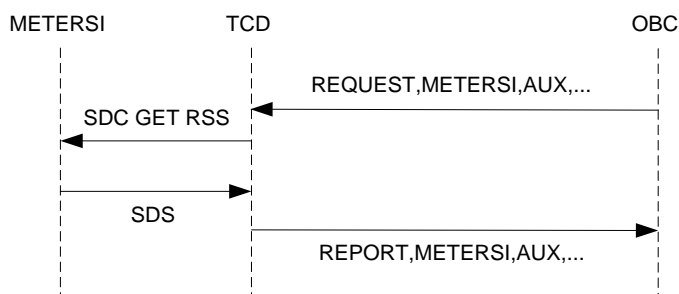 METERSI
TCD
OBC
REQUEST,METERSI,AUX,...
SDC GET RSS
SDS
REPORT,METERSI,AUX,...